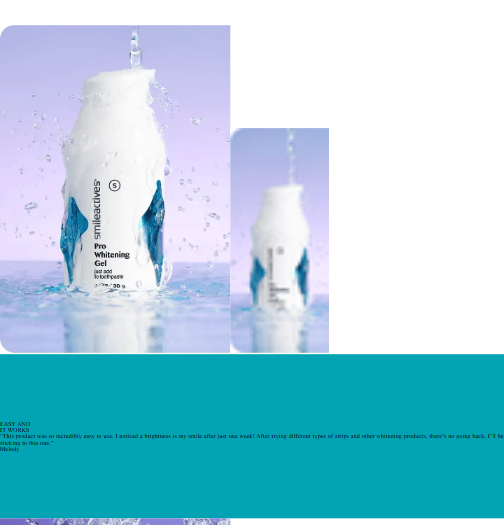 smileactives
S
Pro
Whitening
Gel
just add
to toothpaste
EASY AND
IT WORKS
"This product was so incredibly easy to use. I noticed a brightness is my smile after just one week! After trying different types of strips and other whitening products, there's no going back. I'll be
sticking to this one."
Melody